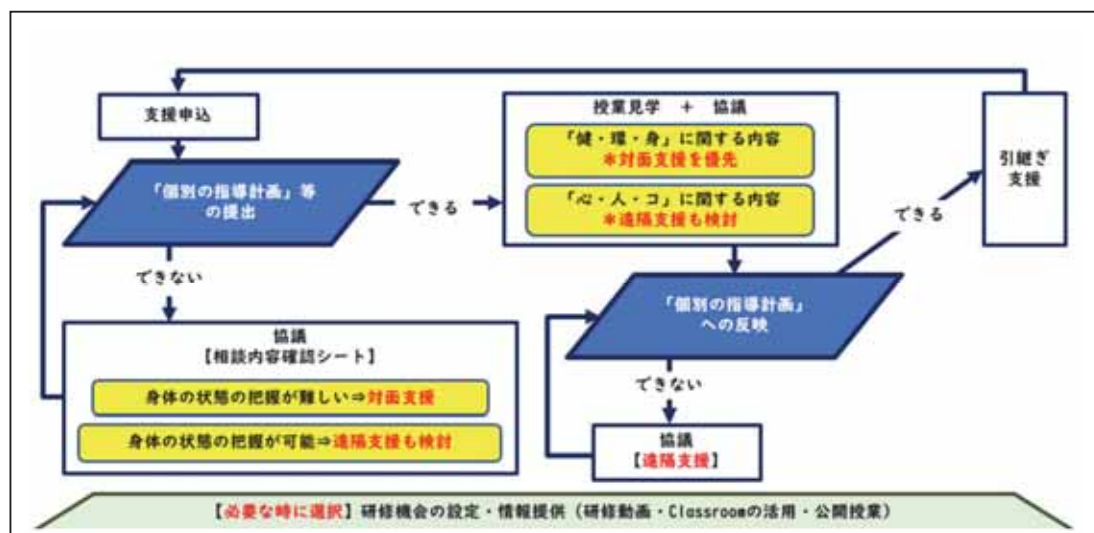 支援申込
「個別の指導計画」等
の提出
できる
できない
協議
【相談内容確認シート】
身体の状態の把握が難しい⇒対面支援
身体の状態の把握が可能⇒遠隔支援も検討
授業見学 + 協議
「健・環・身」に関する内容
*対面支援を優先
「心・人・コ」に関する内容
*遠隔支援も検討
「個別の指導計画」
への反映
できる
できない
協議
【遠隔支援】
引継ぎ
支援
【必要な時に選択】研修機会の設定・情報提供(研修動画・Classroomの活用・公開授業)